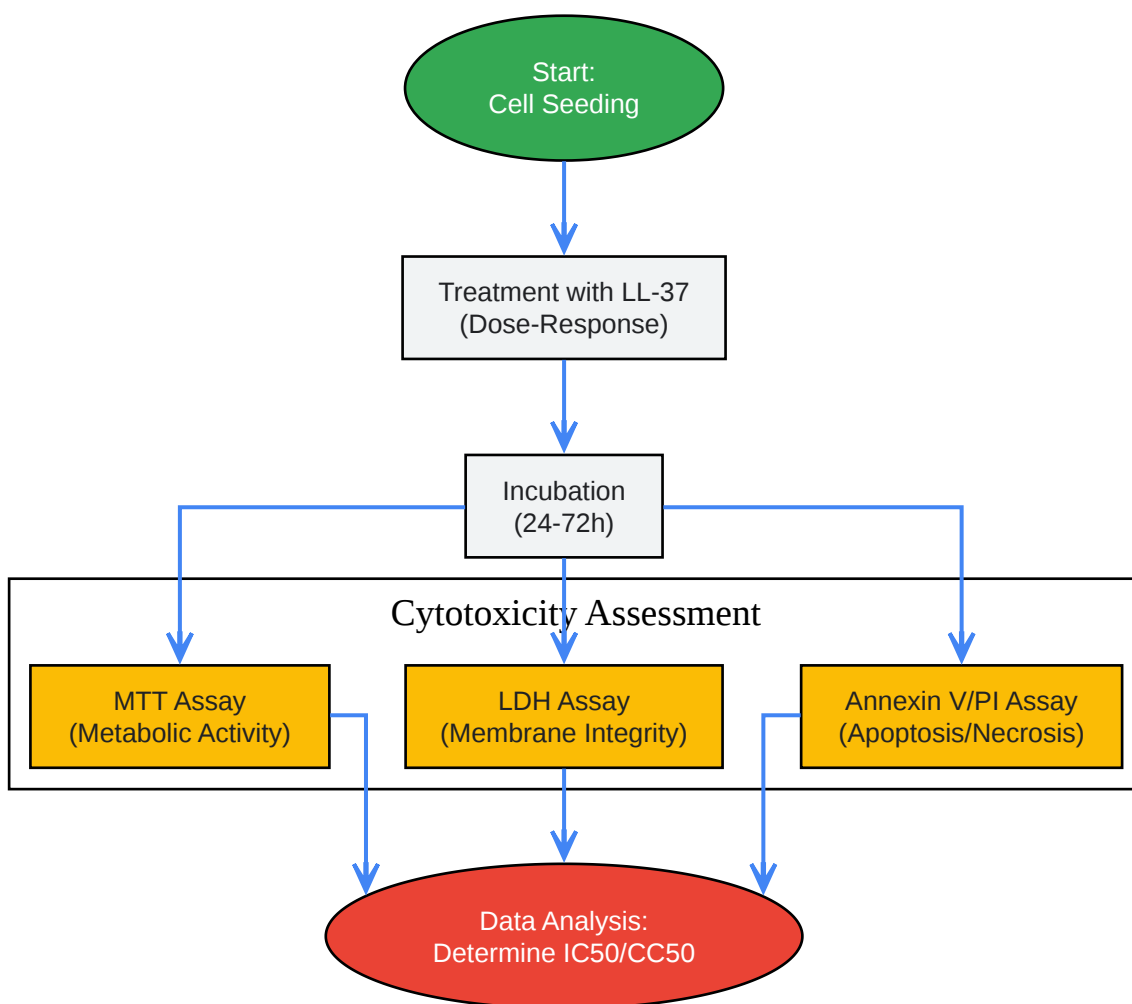 Start:
Cell Seeding
Treatment with LL-37
(Dose-Response)
Incubation
(24-72h)
Cytotoxicity Assessment
MTT Assay
(Metabolic Activity)
LDH Assay
(Membrane Integrity)
Annexin V/PI Assay
(Apoptosis/Necrosis)
Data Analysis:
Determine IC50/CC50